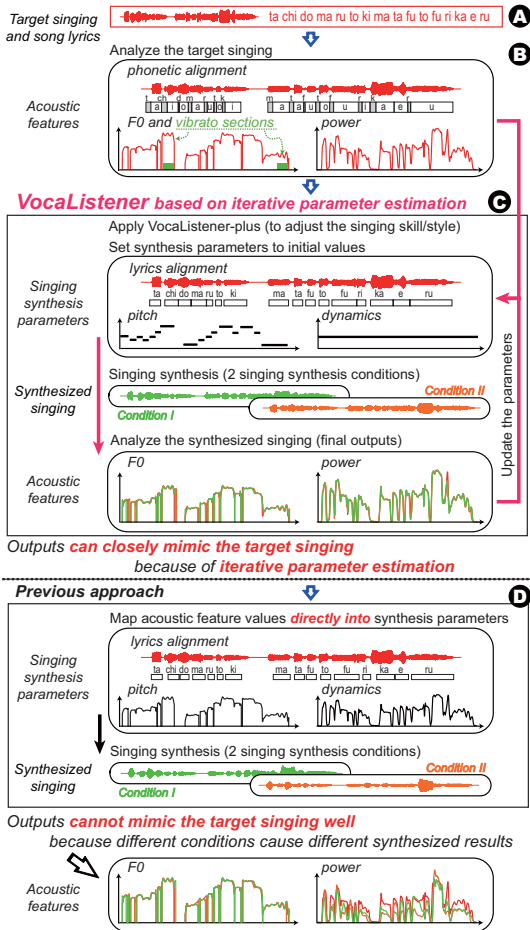 Target singing
and song lyrics
ta chi do ma ru to ki ma ta fu to fu ri ka e ru
A
Analyze the target singing
B
phonetic alignment
t ch d m r t k m t f t f r k r
a i o a u o i a a u o u i a e u
Acoustic
features
F0 and vibrato sections
power
VocaListener based on iterative parameter estimation
C
Apply VocaListener-plus (to adjust the singing skill/style)
Set synthesis parameters to initial values
Singing
synthesis
parameters
lyrics alignment
ta chi do ma ru to ki ma ta fu to fu ri ka e ru
pitch
dynamics
Update the parameters
Synthesized
singing
Singing synthesis (2 singing synthesis conditions)
Condition II
Condition I
Analyze the synthesized singing (final outputs)
Acoustic
features
F0
power
Outputs can closely mimic the target singing
because of iterative parameter estimation
Previous approach
D
Map acoustic feature values directly into synthesis parameters
Singing
synthesis
parameters
lyrics alignment
ta chi do ma ru to ki ma ta fu to fu ri ka e ru
pitch
dynamics
Synthesized
singing
Singing synthesis (2 singing synthesis conditions)
Condition II
Condition I
Outputs cannot mimic the target singing well
because different conditions cause different synthesized results
Acoustic
features
F0
power